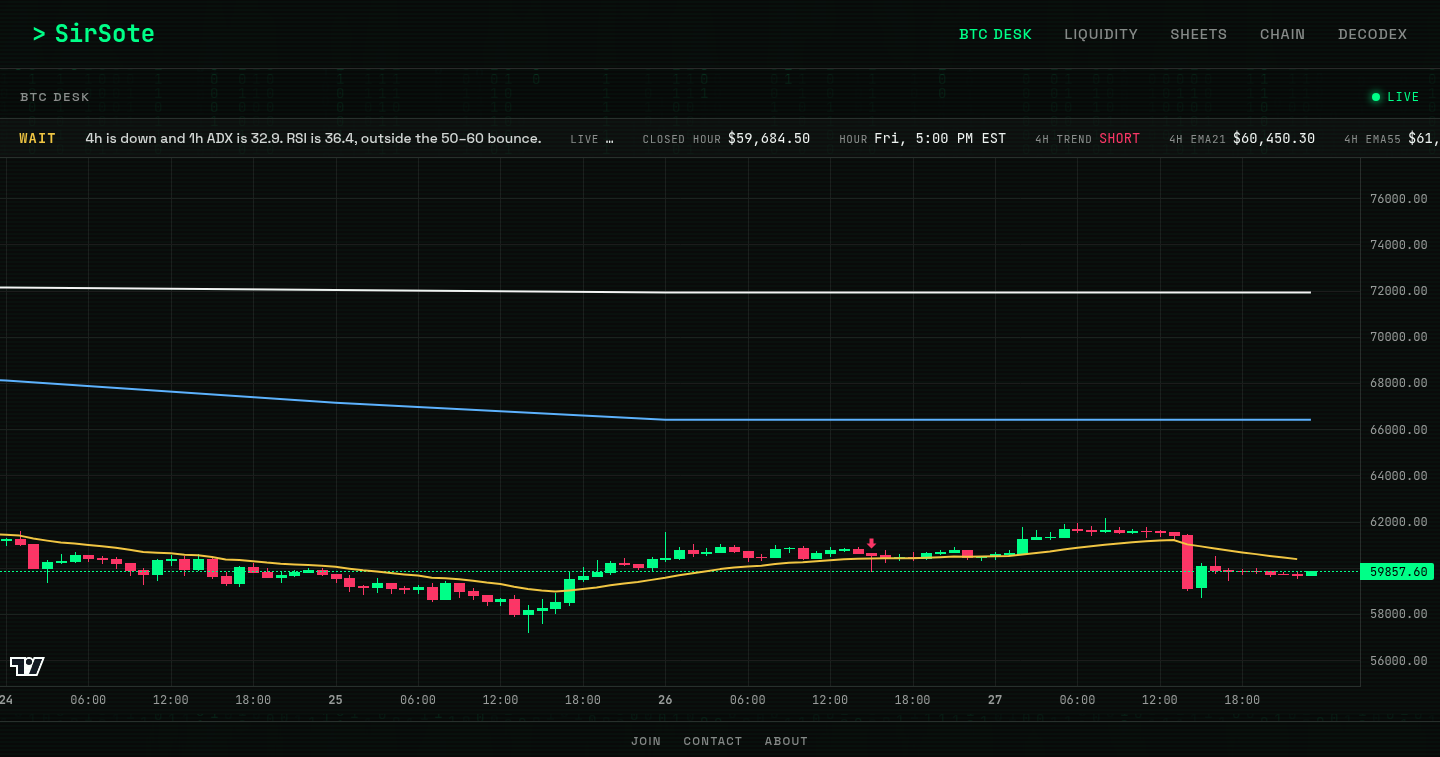 > SirSote
BTC DESK LIQUIDITY SHEETS CHAIN DECODEX
BTC DESK
LIVE
WAIT 4h is down and 1h ADX is 32.9. RSI is 36.4, outside the 50–60 bounce. LIVE … CLOSED HOUR $59,684.50 HOUR Fri, 5:00 PM EST 4H TREND SHORT 4H EMA21 $60,450.30 4H EMA55 $61,
76000.00
74000.00
72000.00
70000.00
68000.00
66000.00
64000.00
62000.00
59857.60
58000.00
56000.00
24 06:00 12:00 18:00 25 06:00 12:00 18:00 26 06:00 12:00 18:00 27 06:00 12:00 18:00
JOIN CONTACT ABOUT